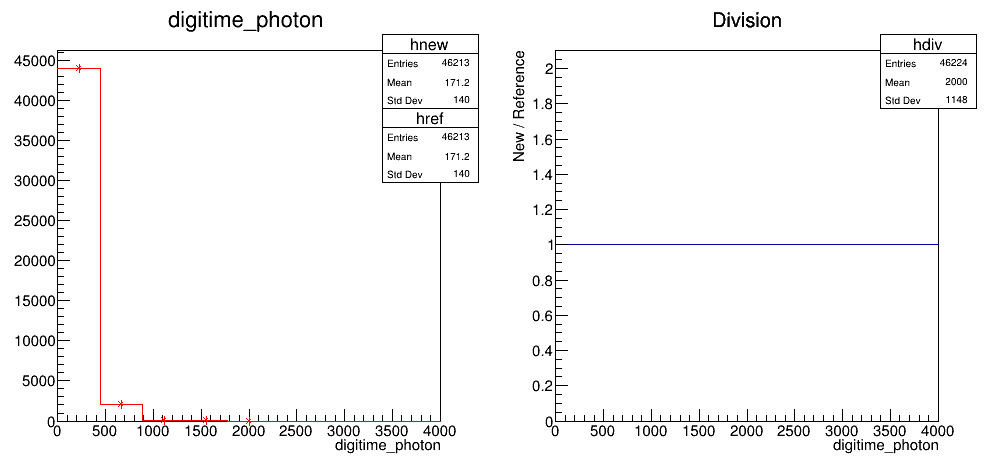 digitime_photon
hnew
Entries 46213
Mean 171.2
Std Dev 140
href
Entries 46213
Mean 171.2
Std Dev 140
45000
40000
35000
30000
25000
20000
15000
10000
5000
0
0 500 1000 1500 2000 2500 3000 3500 4000
digitime_photon
Division
hdiv
Entries 46224
Mean 2000
Std Dev 1148
New / Reference
2
1.8
1.6
1.4
1.2
1
0.8
0.6
0.4
0.2
0
0 500 1000 1500 2000 2500 3000 3500 4000
digitime_photon